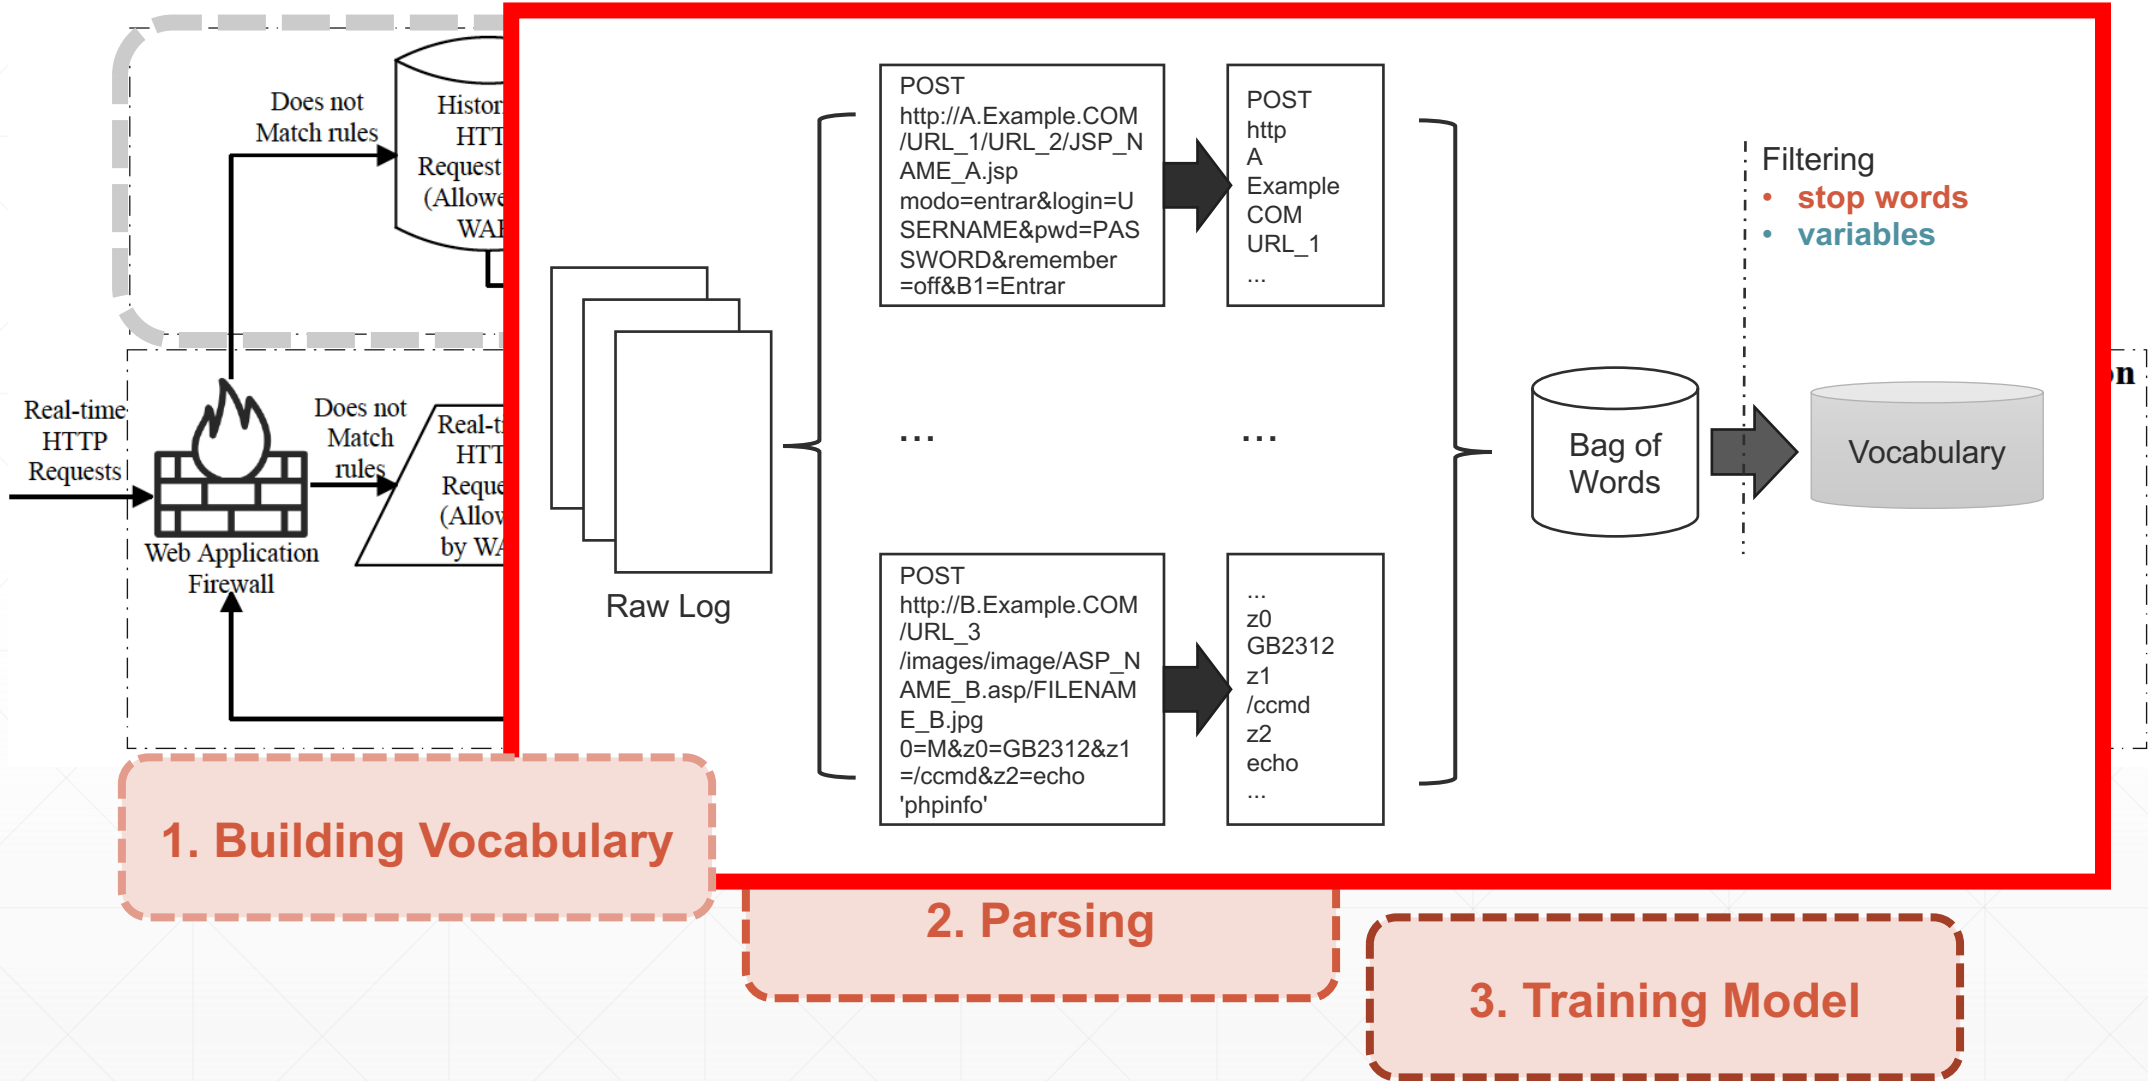 Does not
Match rules
Histor
HTT
Request
(Allowe
WAF
Real-time
HTTP
Requests
Web Application
Firewall
Does not
Match
rules
Real-ti
HTT
Reque
(Allow
by WA
Raw Log
POST
http://A.Example.COM
/URL_1/URL_2/JSP_N
AME_A.jsp
modo=entrar&login=U
SERNAME&pwd=PAS
SWORD&remember
=off&B1=Entrar
POST
http
A
Example
COM
URL_1
...
...
...
POST
http://B.Example.COM
/URL_3
/images/image/ASP_N
AME_B.asp/FILENAM
E_B.jpg
0=M&z0=GB2312&z1
=/ccmd&z2=echo
'phpinfo'
...
z0
GB2312
z1
/ccmd
z2
echo
...
Bag of
Words
Filtering
• stop words
• variables
Vocabulary
on
1. Building Vocabulary
2. Parsing
3. Training Model